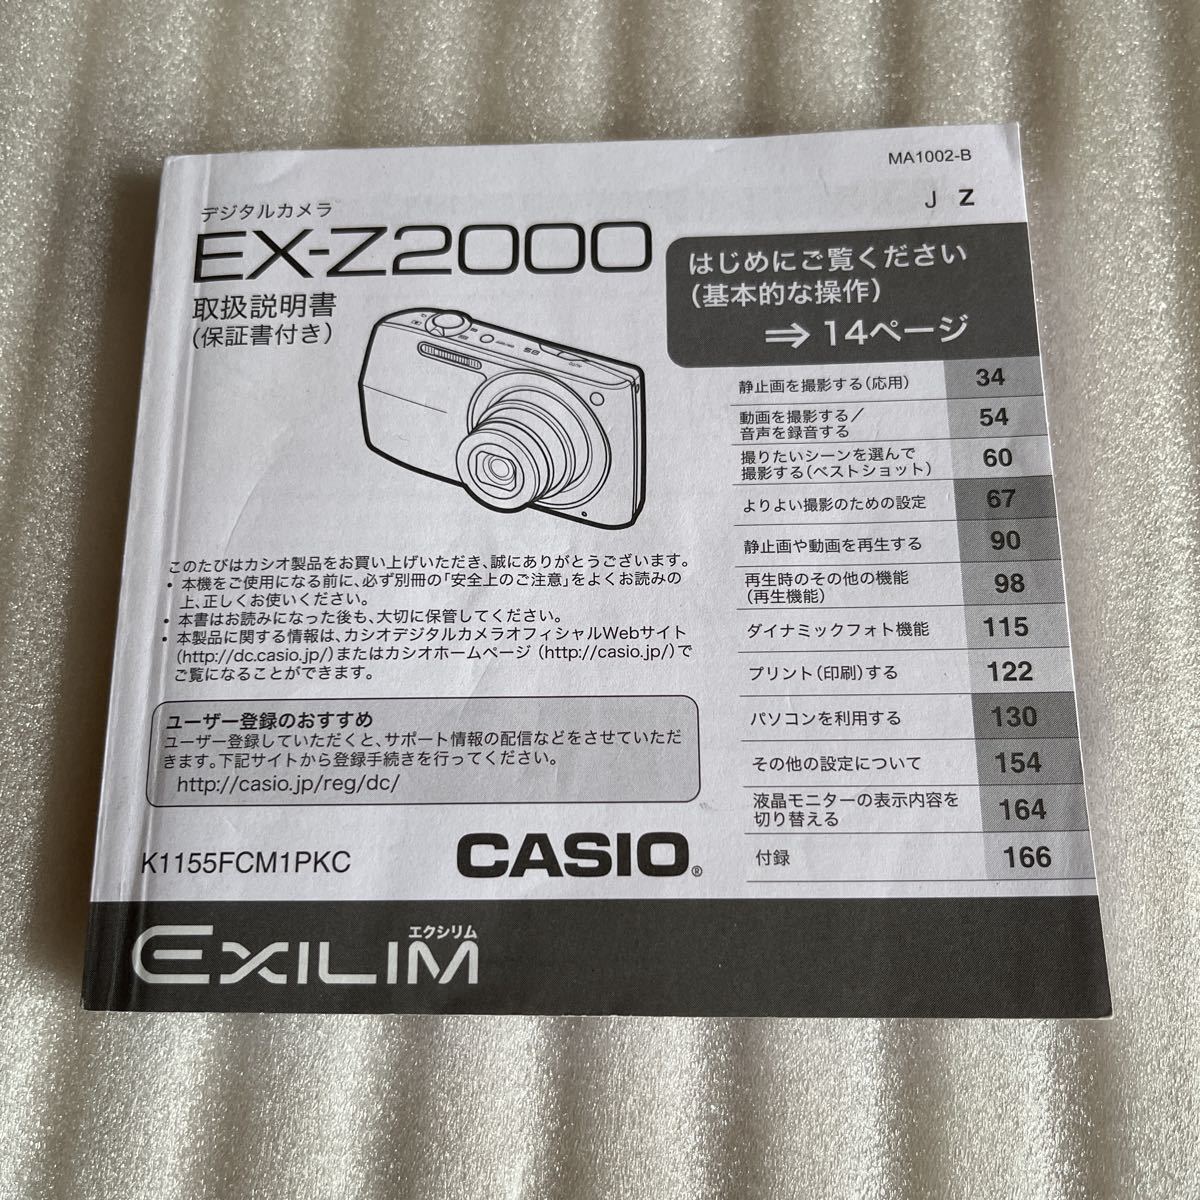 MA1002-B
J Z
デジタルカメラ
EX-Z2000
取扱説明書
(保証書付き)
はじめにご覧ください
(基本的な操作)
⇒ 14ページ
静止画を撮影する(応用) 34
動画を撮影する/
音声を録音する 54
撮りたいシーンを選んで
撮影する(ベストショット) 60
よりよい撮影のための設定 67
静止画や動画を再生する 90
再生時のその他の機能
(再生機能) 98
ダイナミックフォト機能 115
プリント(印刷)する 122
パソコンを利用する 130
その他の設定について 154
液晶モニターの表示内容を
切り替える 164
付録 166
このたびはカシオ製品をお買い上げいただき、誠にありがとうございます。
• 本機をご使用になる前に、必ず別冊の「安全上のご注意」をよくお読みの
上、正しくお使いください。
• 本書はお読みになった後も、大切に保管してください。
• 本製品に関する情報は、カシオデジタルカメラオフィシャルWebサイト
(http://dc.casio.jp/)またはカシオホームページ(http://casio.jp/)で
ご覧になることができます。
ユーザー登録のおすすめ
ユーザー登録していただくと、サポート情報の配信などをさせていただ
きます。下記サイトから登録手続きを行ってください。
http://casio.jp/reg/dc/
K1155FCM1PKC
CASIO®
エクシリム
EXILIM